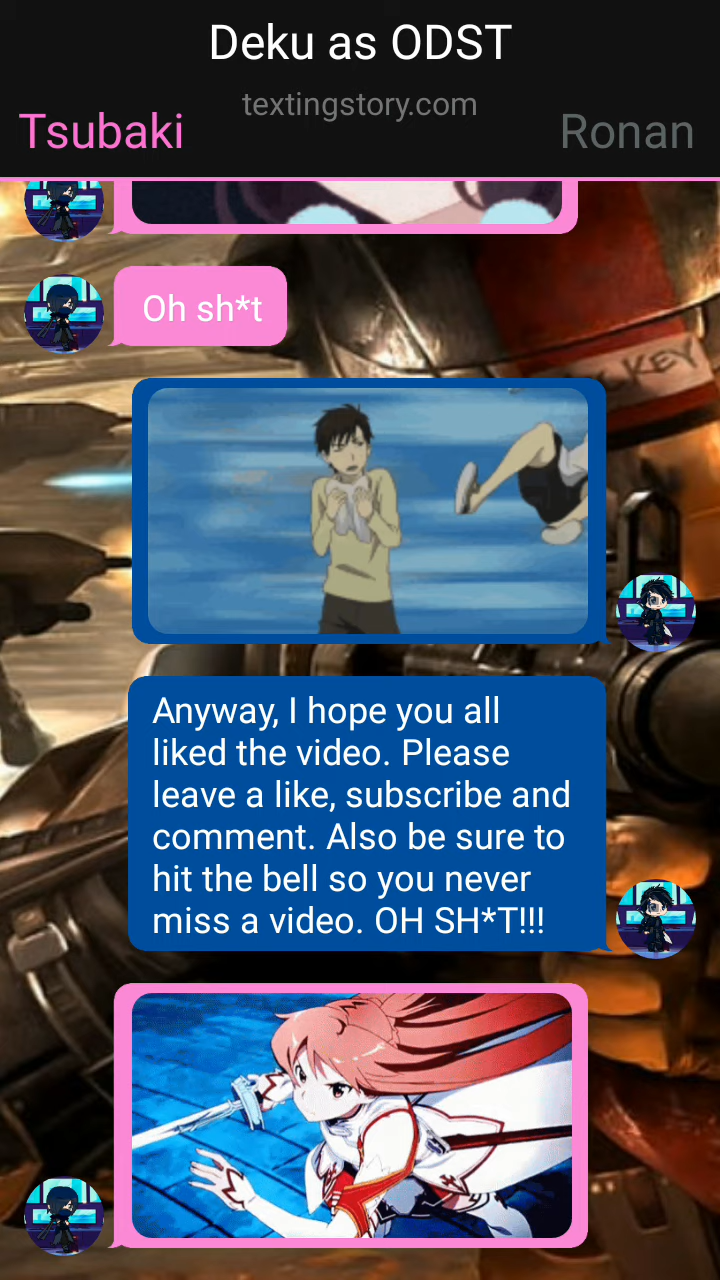 Deku as ODST
textingstory.com
Tsubaki
Ronan
Oh sh*t
KEY
Anyway, I hope you all
liked the video. Please
leave a like, subscribe and
comment. Also be sure to
hit the bell so you never
miss a video. OH SH*T!!!